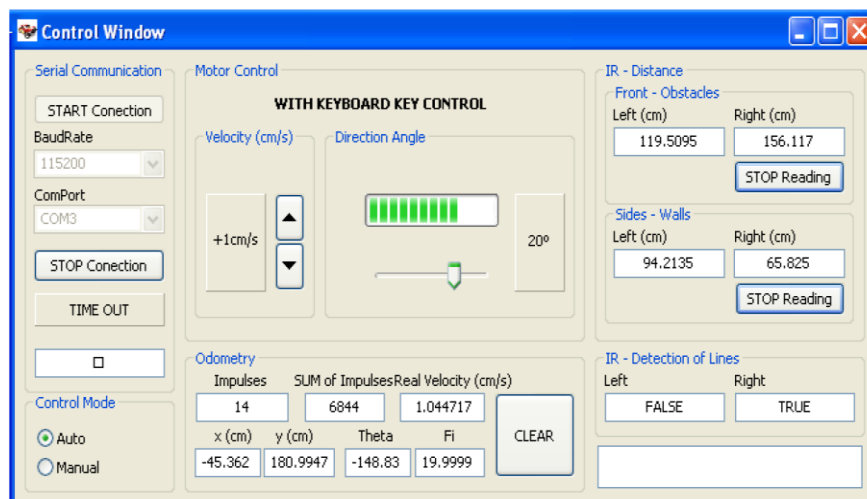 Control Window
Serial Communication
START Conection
BaudRate
115200
ComPort
COM3
STOP Conection
TIME OUT
Control Mode
Auto
Manual
Motor Control
WITH KEYBOARD KEY CONTROL
Velocity (cm/s)
+1cm/s
Direction Angle
20º
Odometry
Impulses SUM of Impulses Real Velocity (cm/s)
14 6844 1.044717
x (cm) y (cm) Theta Fi
-45.362 180.9947 -148.83 19.9999
CLEAR
IR - Distance
Front - Obstacles
Left (cm) Right (cm)
119.5095 156.117
STOP Reading
Sides - Walls
Left (cm) Right (cm)
94.2135 65.825
STOP Reading
IR - Detection of Lines
Left Right
FALSE TRUE